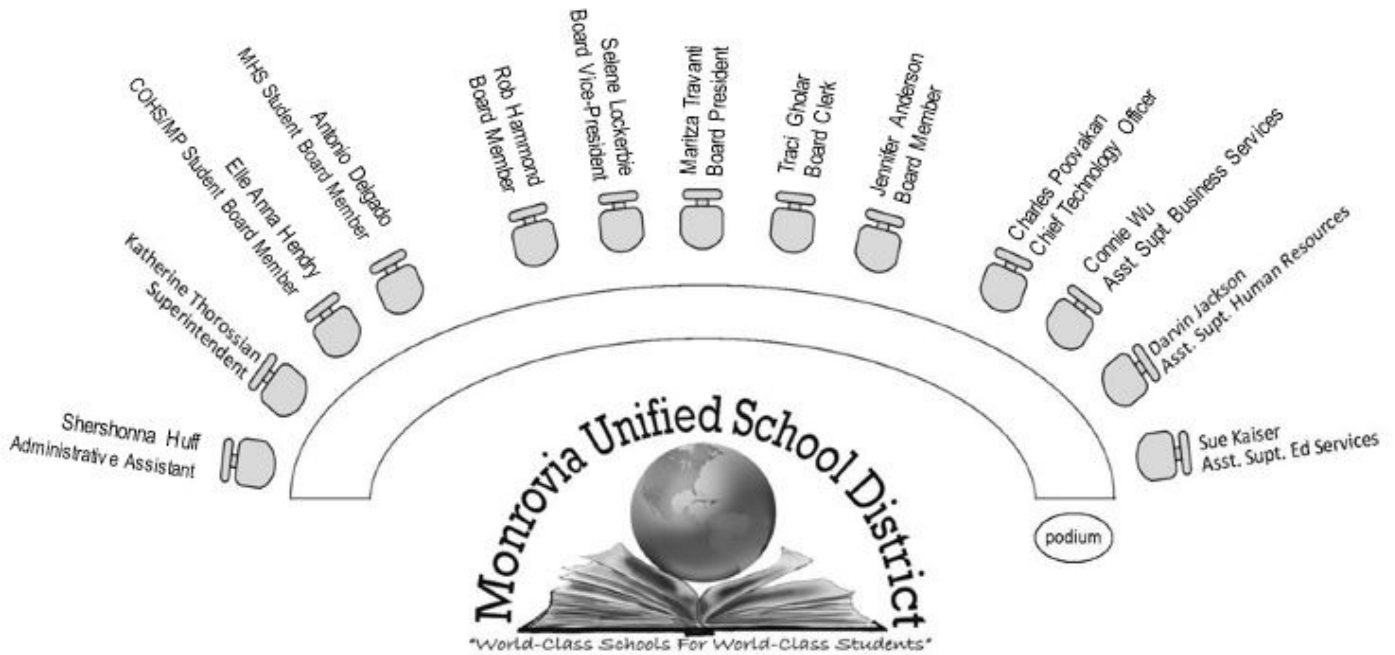 Shershonna Huff
Administrative Assistant
Katherine Thorossian
Superintendent
Elle Anna Hendry
COHS/MP Student Board Member
Antonio Delgado
MHS Student Board Member
Rob Hammond
Board Member
Selene Lockerbie
Board Vice-President
Maritza Travanti
Board President
Traci Gholar
Board Clerk
Jennifer Anderson
Board Member
Charles Poovakan
Chief Technology Officer
Connie Wu
Asst. Supt. Business Services
Darvin Jackson
Asst. Supt. Human Resources
Sue Kaiser
Asst. Supt. Ed Services
podium
Monrovia Unified School District
"World-Class Schools For World-Class Students"